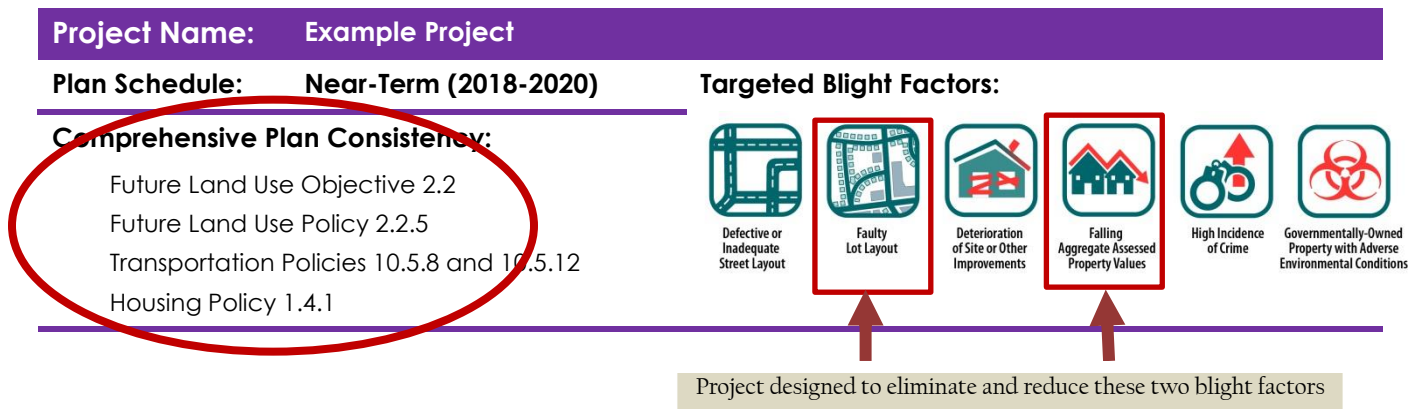 Project Name: Example Project
Plan Schedule: Near-Term (2018-2020)
Targeted Blight Factors:
Comprehensive Plan Consistency:
Future Land Use Objective 2.2
Future Land Use Policy 2.2.5
Transportation Policies 10.5.8 and 10.5.12
Housing Policy 1.4.1
Defective or
Inadequate
Street Layout
Faulty
Lot Layout
Deterioration
of Site or Other
Improvements
Falling
Aggregate Assessed
Property Values
High Incidence
of Crime
Governmentally-Owned
Property with Adverse
Environmental Conditions
Project designed to eliminate and reduce these two blight factors